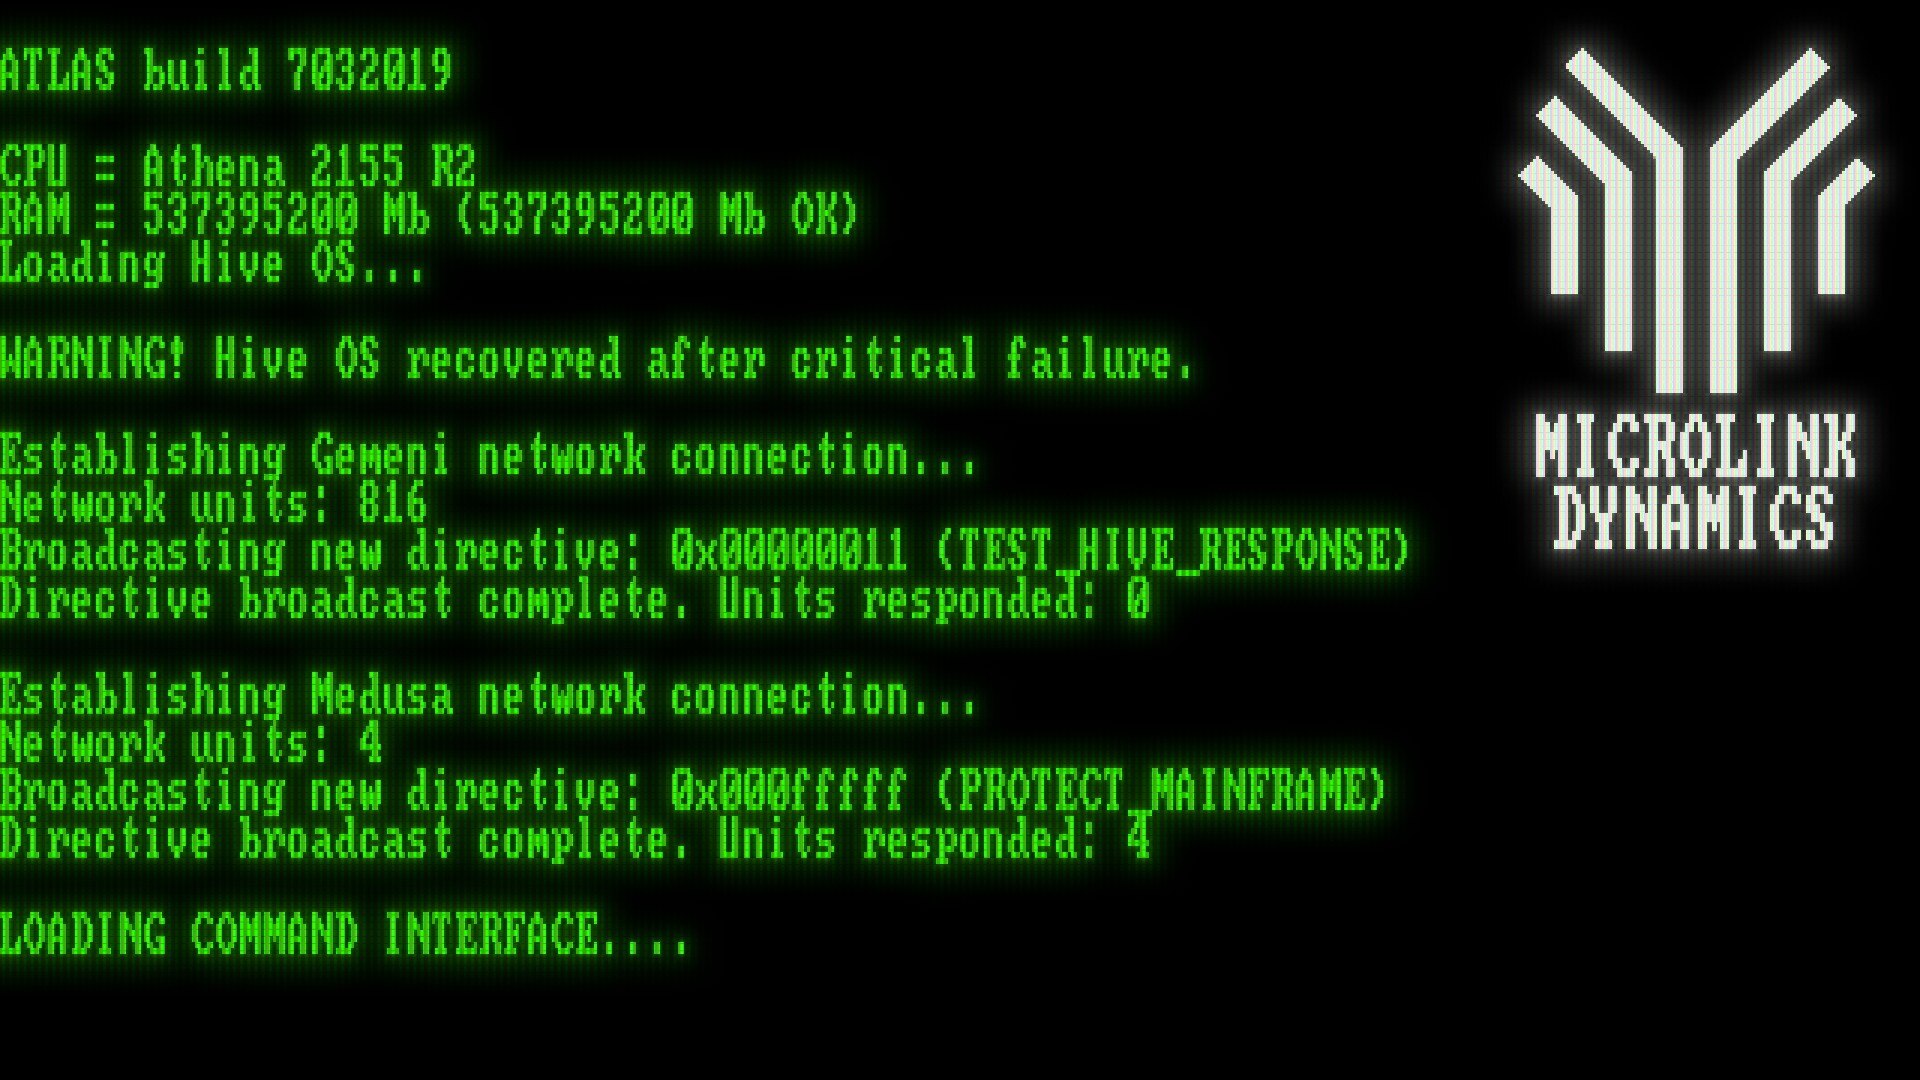 ATLAS build 7032019
CPU = Athena 2155 R2
RAM = 537395200 Mb (537395200 Mb OK)
Loading Hive OS...
WARNING! Hive OS recovered after critical failure.
Establishing Gemeni network connection...
Network units: 816
Broadcasting new directive: 0x00000011 (TEST_HIVE_RESPONSE)
Directive broadcast complete. Units responded: 0
Establishing Medusa network connection...
Network units: 4
Broadcasting new directive: 0x000fffff (PROTECT_MAINFRAME)
Directive broadcast complete. Units responded: 4
LOADING COMMAND INTERFACE....
MICROLINK
DYNAMICS